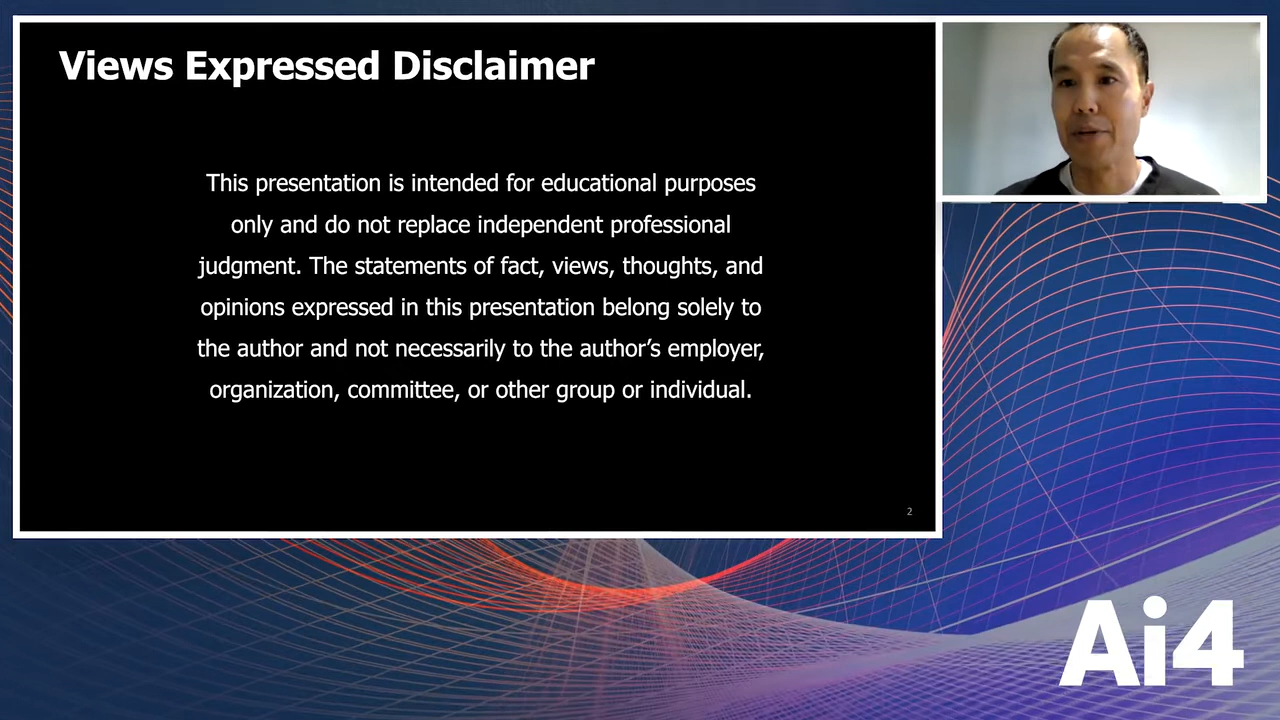 Views Expressed Disclaimer
This presentation is intended for educational purposes
only and do not replace independent professional
judgment. The statements of fact, views, thoughts, and
opinions expressed in this presentation belong solely to
the author and not necessarily to the author’s employer,
organization, committee, or other group or individual.
2
Ai4